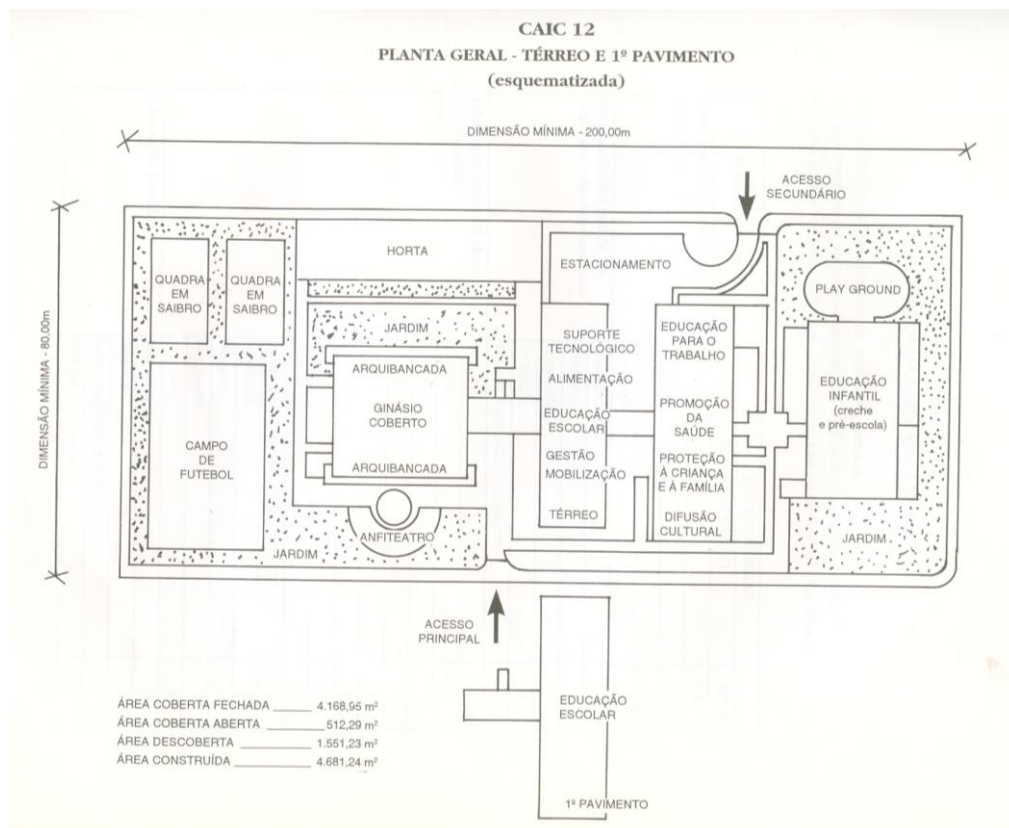 CAIC 12
PLANTA GERAL - TÉRREO E 1º PAVIMENTO
(esquematizada)
DIMENSÃO MÍNIMA - 200,00m
ACESSO
SECUNDÁRIO
DIMENSÃO MÍNIMA - 80,00m
QUADRA
EM
SAIBRO
QUADRA
EM
SAIBRO
HORTA
ESTACIONAMENTO
PLAY GROUND
JARDIM
SUPORTE
TECNOLÓGICO
EDUCAÇÃO
PARA O
TRABALHO
ARQUIBANCADA
ALIMENTAÇÃO
EDUCAÇÃO
INFANTIL
(creche
e pré-escola)
GINÁSIO
COBERTO
EDUCAÇÃO
ESCOLAR
PROMOÇÃO
DA
SAÚDE
CAMPO
DE
FUTEBOL
GESTÃO
MOBILIZAÇÃO
PROTEÇÃO
À CRIANÇA
E À FAMÍLIA
ARQUIBANCADA
TÉRREO
DIFUSÃO
CULTURAL
ANFITEATRO
JARDIM
JARDIM
ACESSO
PRINCIPAL
EDUCAÇÃO
ESCOLAR
1º PAVIMENTO
ÁREA COBERTA FECHADA ______ 4.168,95 m²
ÁREA COBERTA ABERTA ________ 512,29 m²
ÁREA DESCOBERTA ___________ 1.551,23 m²
ÁREA CONSTRUÍDA ____________ 4.681,24 m²